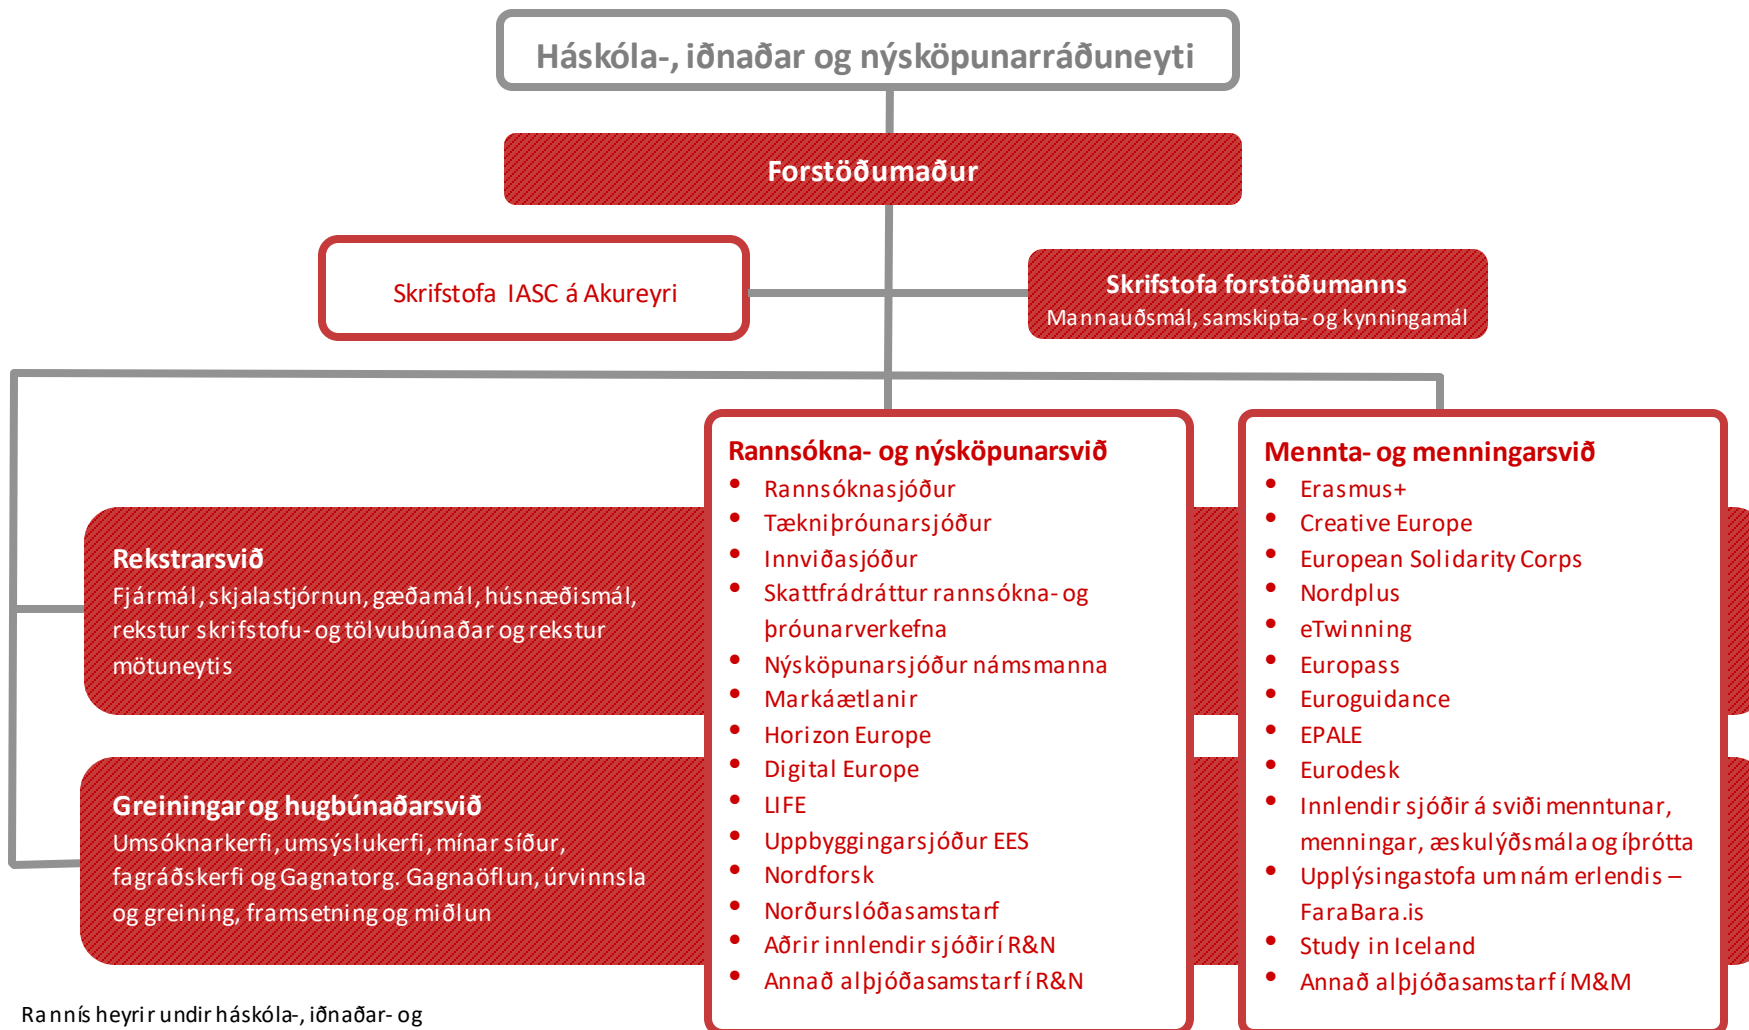 Háskóla-, iðnaðar og nýsköpunarráðuneyti
Forstöðumaður
Skrifstofa IASC á Akureyri
Skrifstofa forstöðumanns
Mannauðsmál, samskipta- og kynningamál
Rekstrarsvið
Fjármál, skjalastjórnun, gæðamál, húsnæðismál,
rekstur skrifstofu- og tölvubúnaðar og rekstur
mötuneytis
Greiningar og hugbúnaðarsvið
Umsóknarkerfi, umsýslukerfi, mínar síður,
fagráðskerfi og Gagnatorg. Gagnaöflun, úrvinnsla
og greining, framsetning og miðlun
Rannsókna- og nýsköpunarsvið
• Rannsóknasjóður
• Tækniþróunarsjóður
• Innviðasjóður
• Skattfrádráttur rannsókna- og
þróunarverkefna
• Nýsköpunarsjóður námsmanna
• Markáætlanir
• Horizon Europe
• Digital Europe
• LIFE
• Uppbyggingarsjóður EES
• Nordforsk
• Norðurslóðasamstarf
• Aðrir innlendir sjóðir í R&N
• Annað alþjóðasamstarf í R&N
Mennta- og menningarsvið
• Erasmus+
• Creative Europe
• European Solidarity Corps
• Nordplus
• eTwinning
• Europass
• Euroguidance
• EPALE
• Eurodesk
• Innlendir sjóðir á sviði menntunar,
menningar, æskulýðsmála og íþrótta
• Upplýsingastofa um nám erlendis –
FaraBara.is
• Study in Iceland
• Annað alþjóðasamstarf í M&M
Rannís heyrir undir háskóla-, iðnaðar- og